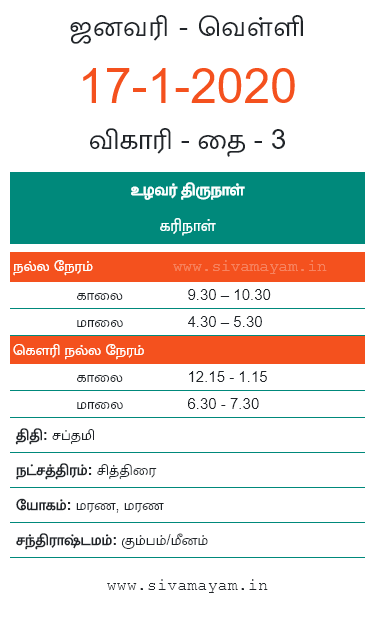 ஜனவரி - வெள்ளி
17-1-2020
விகாரி - தை - 3
உழவர் திருநாள்
கரிநாள்
நல்ல நேரம் www.sivamayam.in
காலை 9.30 – 10.30
மாலை 4.30 – 5.30
கௌரி நல்ல நேரம்
காலை 12.15 - 1.15
மாலை 6.30 - 7.30
திதி: சப்தமி
நட்சத்திரம்: சித்திரை
யோகம்: மரண, மரண
சந்திராஷ்டமம்: கும்பம்/மீனம்
www.sivamayam.in